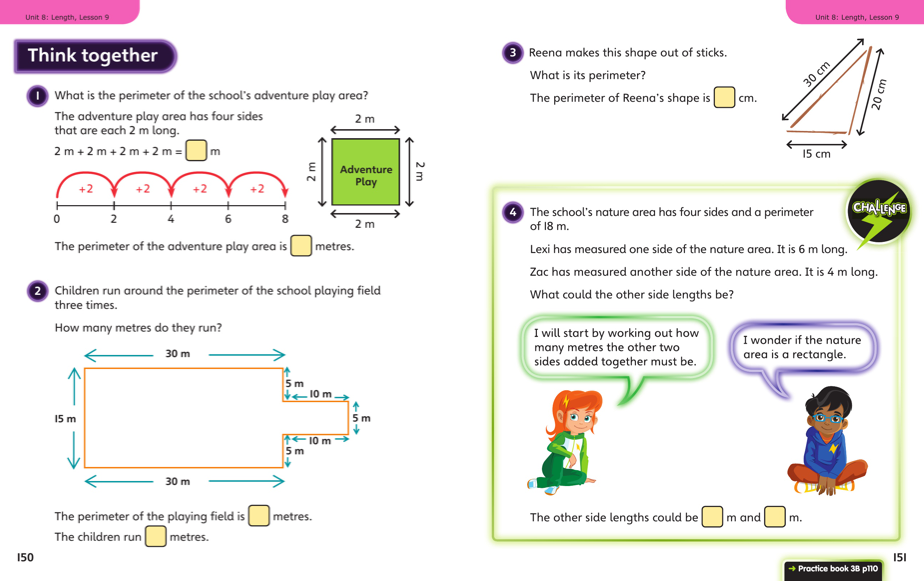 Unit 8: Length, Lesson 9
Think together
1 What is the perimeter of the school's adventure play area?
The adventure play area has four sides
that are each 2 m long.
2 m + 2 m + 2 m + 2 m = m
+2 +2 +2 +2
0 2 4 6 8
2 m
2 m
Adventure
Play
2 m
2 m
The perimeter of the adventure play area is metres.
2 Children run around the perimeter of the school playing field
three times.
How many metres do they run?
30 m
5 m
10 m
15 m
5 m
10 m
5 m
30 m
The perimeter of the playing field is metres.
The children run metres.
150
Unit 8: Length, Lesson 9
3 Reena makes this shape out of sticks.
What is its perimeter?
The perimeter of Reena's shape is cm.
30 cm
20 cm
15 cm
CHALLENGE
4 The school's nature area has four sides and a perimeter
of 18 m.
Lexi has measured one side of the nature area. It is 6 m long.
Zac has measured another side of the nature area. It is 4 m long.
What could the other side lengths be?
I will start by working out how
many metres the other two
sides added together must be.
I wonder if the nature
area is a rectangle.
The other side lengths could be m and m.
151
→ Practice book 3B p110